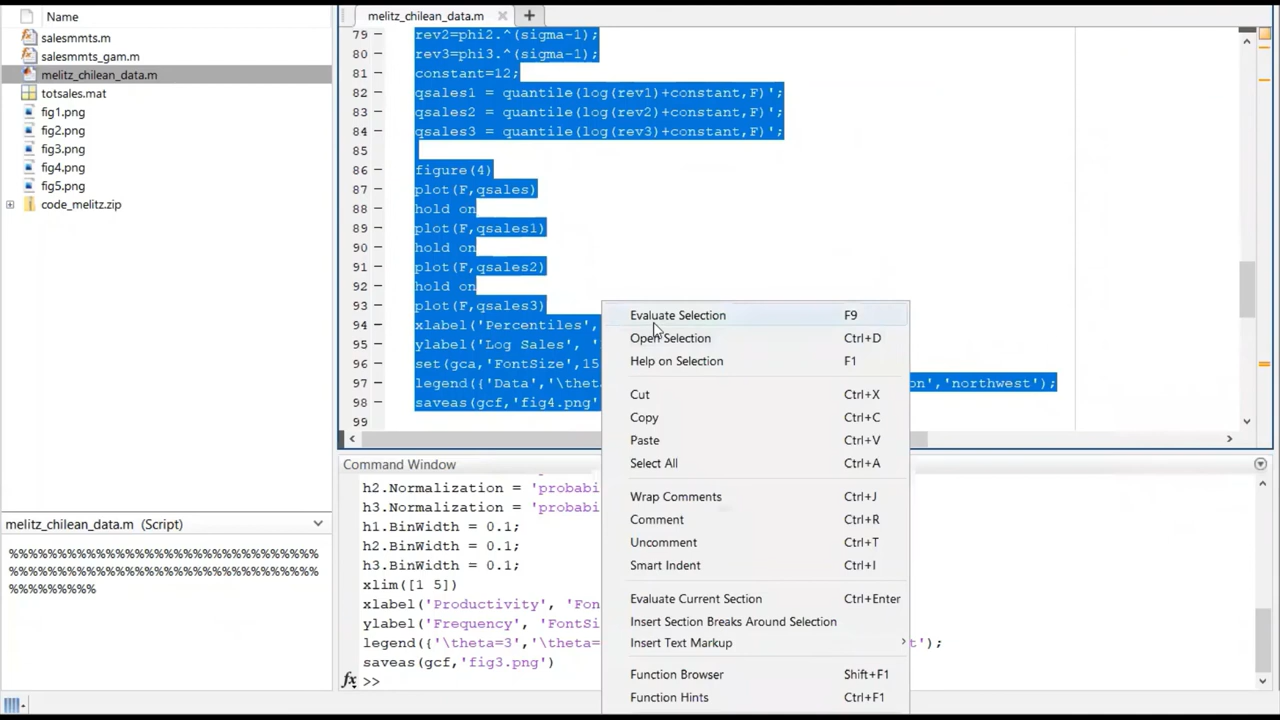 Name
salesmmts.m
salesmmts_gam.m
melitz_chilean_data.m
totsales.mat
fig1.png
fig2.png
fig3.png
fig4.png
fig5.png
code_melitz.zip
melitz_chilean_data.m (Script)
%%%%%%%%%%%%%%%%%%%%%%%%%%%%%%%%
%%%%%%%%%%%%%%%%%%%%%%%%%%%%%%%%
%%%%%%%%%
melitz_chilean_data.m
79 rev2=phi2.^(sigma-1);
80 rev3=phi3.^(sigma-1);
81 constant=12;
82 qsales1 = quantile(log(rev1)+constant,F)';
83 qsales2 = quantile(log(rev2)+constant,F)';
84 qsales3 = quantile(log(rev3)+constant,F)';
85
86 figure(4)
87 plot(F,qsales)
88 hold on
89 plot(F,qsales1)
90 hold on
91 plot(F,qsales2)
92 hold on
93 plot(F,qsales3)
94 xlabel('Percentiles',
95 ylabel('Log Sales', '
96 set(gca,'FontSize',15
97 legend({'Data','\the on','northwest');
98 saveas(gcf,'fig4.png'
99
Evaluate Selection F9
Open Selection Ctrl+D
Help on Selection F1
Cut Ctrl+X
Copy Ctrl+C
Paste Ctrl+V
Select All Ctrl+A
Wrap Comments Ctrl+J
Comment Ctrl+R
Uncomment Ctrl+T
Smart Indent Ctrl+I
Evaluate Current Section Ctrl+Enter
Insert Section Breaks Around Selection
Insert Text Markup
Function Browser Shift+F1
Function Hints Ctrl+F1
Command Window
h2.Normalization = 'probabi
h3.Normalization = 'probabi
h1.BinWidth = 0.1;
h2.BinWidth = 0.1;
h3.BinWidth = 0.1;
xlim([1 5])
xlabel('Productivity', 'Fon
ylabel('Frequency', 'FontSi
legend({'\theta=3','\theta= t');
saveas(gcf,'fig3.png')
fx >>